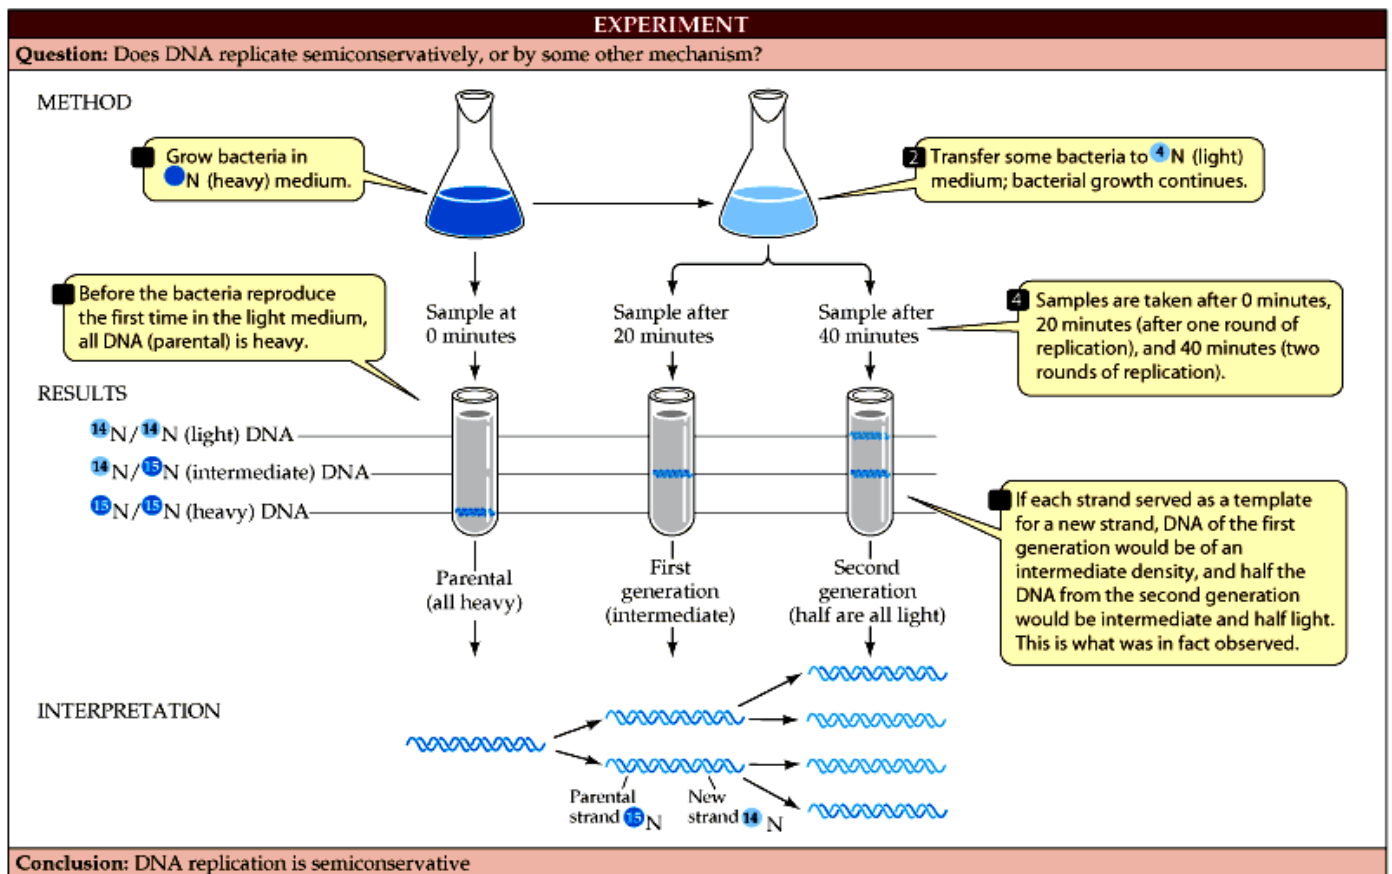 EXPERIMENT
Question: Does DNA replicate semiconservatively, or by some other mechanism?
METHOD
Grow bacteria in
N (heavy) medium.
2 Transfer some bacteria to 4 N (light)
medium; bacterial growth continues.
Before the bacteria reproduce
the first time in the light medium,
all DNA (parental) is heavy.
Sample at
0 minutes
Sample after
20 minutes
Sample after
40 minutes
4 Samples are taken after 0 minutes,
20 minutes (after one round of
replication), and 40 minutes (two
rounds of replication).
RESULTS
14N/14N (light) DNA
14N/15N (intermediate) DNA
15N/15N (heavy) DNA
If each strand served as a template
for a new strand, DNA of the first
generation would be of an
intermediate density, and half the
DNA from the second generation
would be intermediate and half light.
This is what was in fact observed.
Parental
(all heavy)
First
generation
(intermediate)
Second
generation
(half are all light)
INTERPRETATION
Parental
strand 15 N
New
strand 14 N
Conclusion: DNA replication is semiconservative